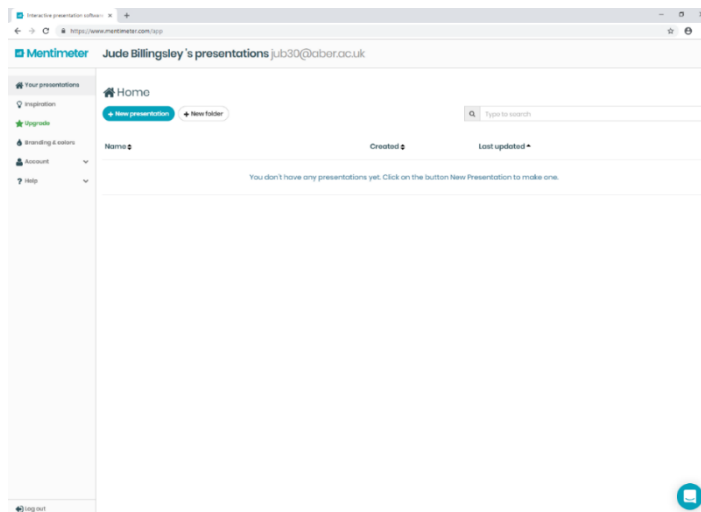 Interactive presentation softwa
https://www.mentimeter.com/app
Mentimeter
Jude Billingsley 's presentations jub30@aber.ac.uk
Your presentations
Inspiration
Upgrade
Branding & colors
Account
Help
Home
+ New presentation
+ New folder
Type to search
Name
Created
Last updated
You don't have any presentations yet. Click on the button New Presentation to make one.
Log out